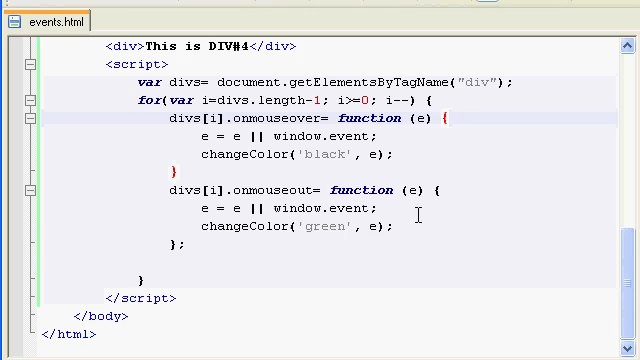 events.html
<div>This is DIV#4</div>
<script>
var divs= document.getElementsByTagName("div");
for(var i=divs.length-1; i>=0; i--) {
divs[i].onmouseover= function (e) {
e = e || window.event;
changeColor('black', e);
}
divs[i].onmouseout= function (e) {
e = e || window.event;
changeColor('green', e);
};
}
</script>
</body>
</html>